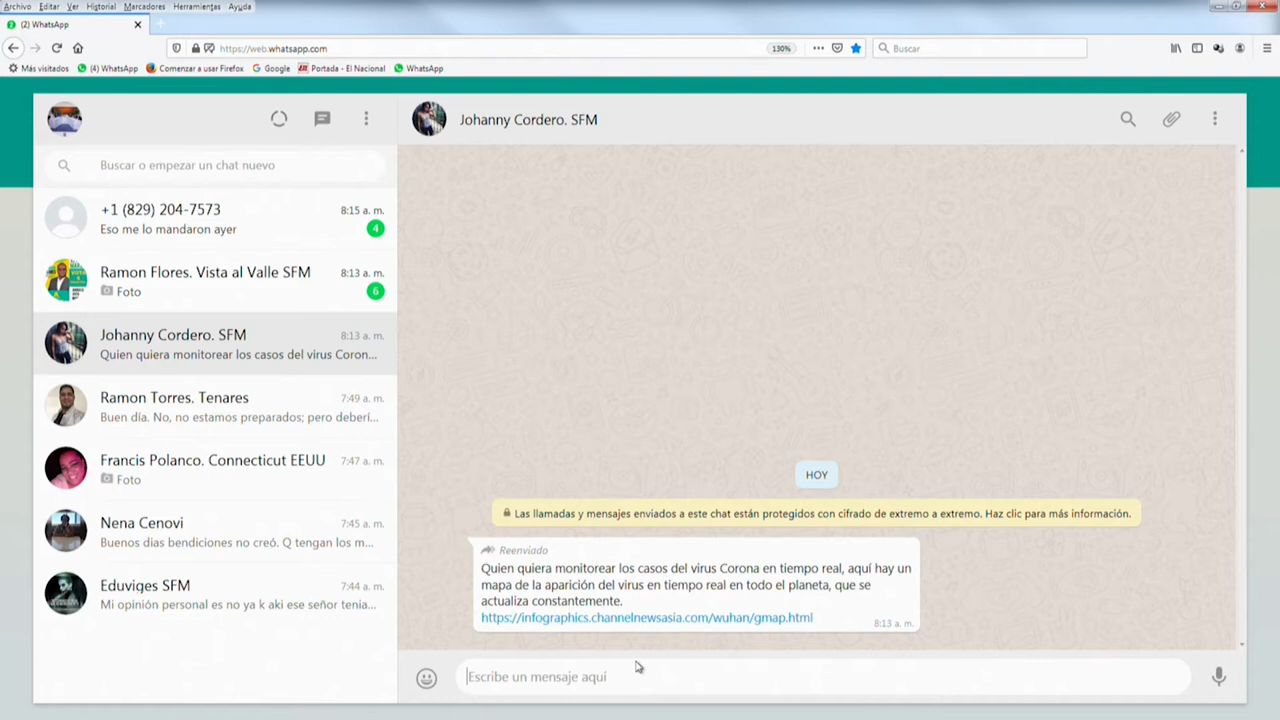 Archivo Editar Ver Historial Marcadores Herramientas Ayuda
(2) WhatsApp
https://web.whatsapp.com
130%
Buscar
Más visitados (4) WhatsApp Comenzar a usar Firefox Google Portada - El Nacional WhatsApp
Johanny Cordero. SFM
Buscar o empezar un chat nuevo
+1 (829) 204-7573 8:15 a. m.
Eso me lo mandaron ayer 4
Ramon Flores. Vista al Valle SFM 8:13 a. m.
Foto 6
Johanny Cordero. SFM 8:13 a. m.
Quien quiera monitorear los casos del virus Coron...
Ramon Torres. Tenares 7:49 a. m.
Buen día. No, no estamos preparados; pero deberí...
Francis Polanco. Connecticut EEUU 7:47 a. m.
Foto
Nena Cenovi 7:45 a. m.
Buenos dias bendiciones no creó. Q tengan los m...
Eduviges SFM 7:44 a. m.
Mi opinión personal es no ya k aki ese señor tenia...
HOY
Las llamadas y mensajes enviados a este chat están protegidos con cifrado de extremo a extremo. Haz clic para más información.
Reenviado
Quien quiera monitorear los casos del virus Corona en tiempo real, aquí hay un
mapa de la aparición del virus en tiempo real en todo el planeta, que se
actualiza constantemente.
https://infographics.channelnewsasia.com/wuhan/gmap.html
8:13 a. m.
Escribe un mensaje aquí